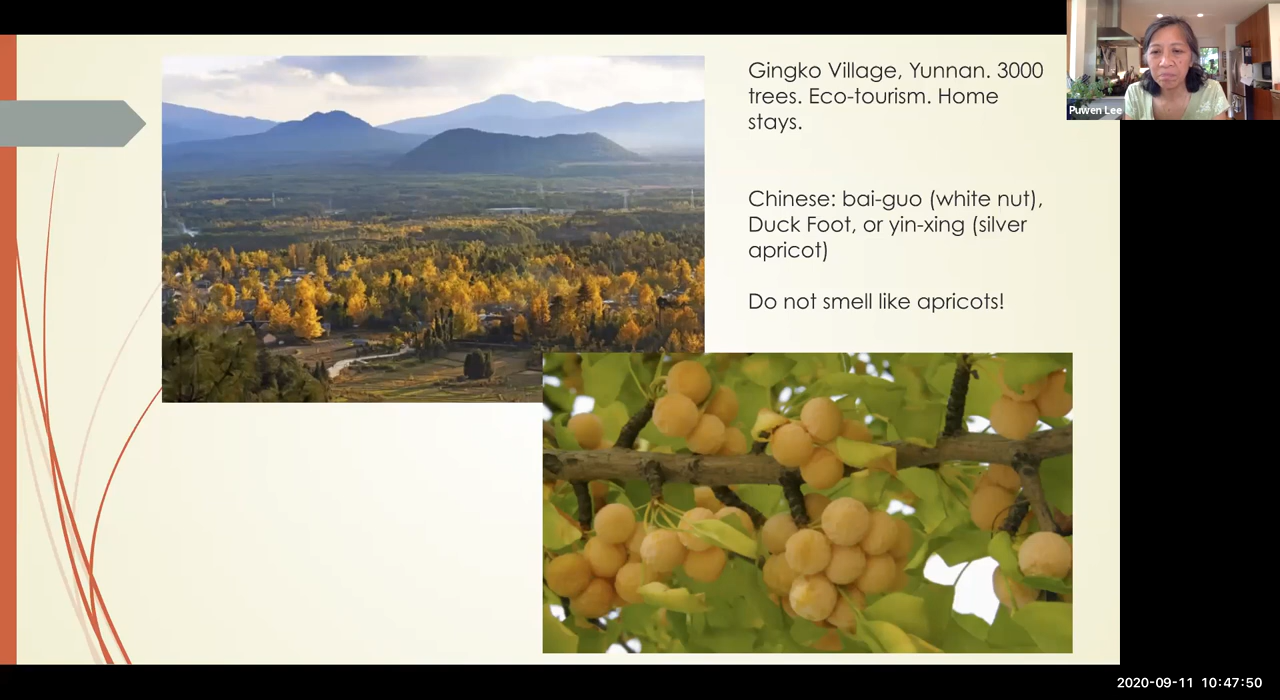 Gingko Village, Yunnan. 3000
trees. Eco-tourism. Home
stays.
Chinese: bai-guo (white nut),
Duck Foot, or yin-xing (silver
apricot)
Do not smell like apricots!
Puwen Lee
2020-09-11 10:47:50